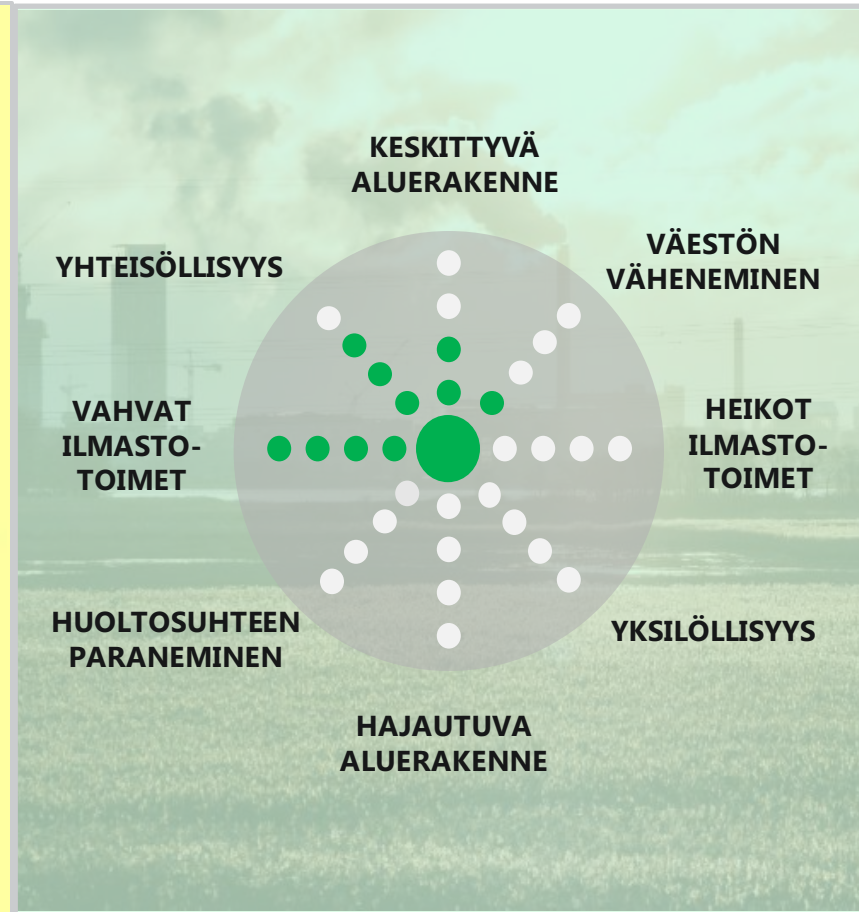 KESKITTYVÄ
ALUERAKENNE
VÄESTÖN
VÄHENEMINEN
YHTEISÖLLISYYS
VAHVAT
ILMASTO-
TOIMET
HEIKOT
ILMASTO-
TOIMET
HUOLTOSUHTEEN
PARANEMINEN
YKSILÖLLISYYS
HAJAUTUVA
ALUERAKENNE